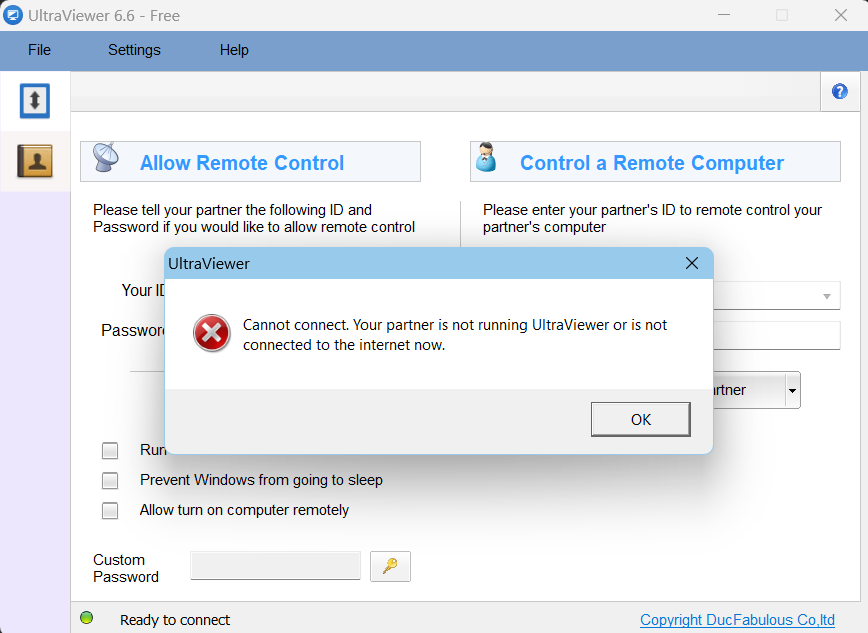 UltraViewer 6.6 - Free
File Settings Help
Allow Remote Control
Please tell your partner the following ID and
Password if you would like to allow remote control
Control a Remote Computer
Please enter your partner's ID to remote control your
partner's computer
UltraViewer
Cannot connect. Your partner is not running UltraViewer or is not
connected to the internet now.
OK
Your ID
Password
rtner
Run
Prevent Windows from going to sleep
Allow turn on computer remotely
Custom
Password
Ready to connect
Copyright DucFabulous Co,ltd